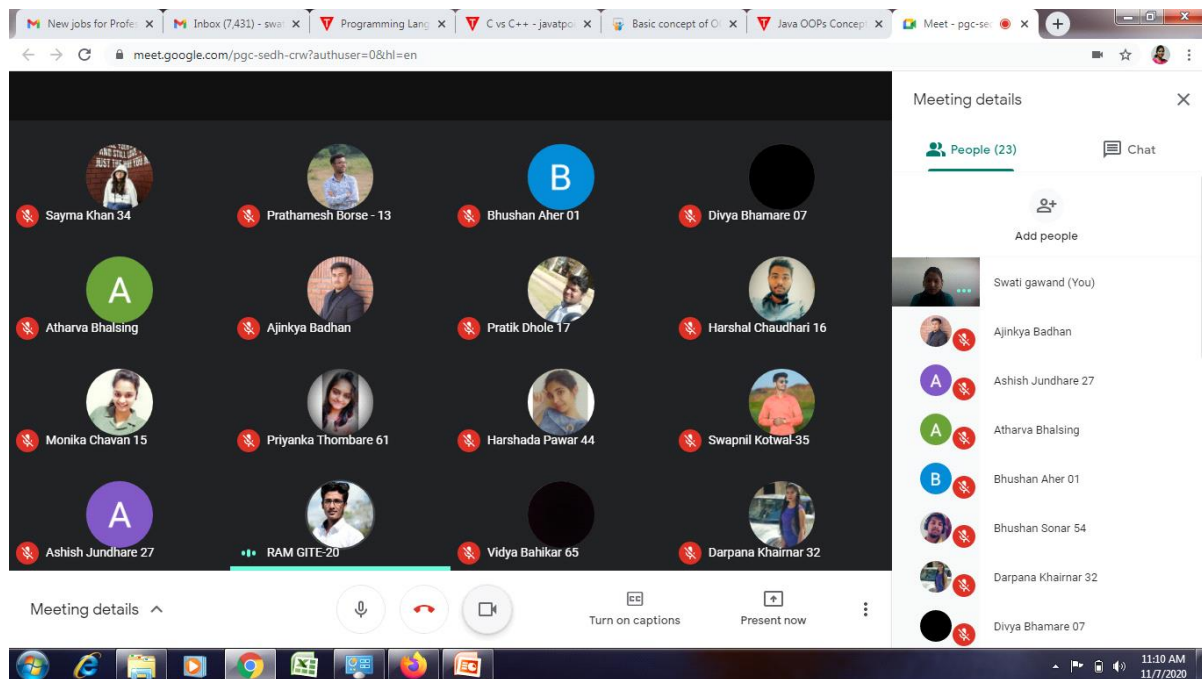 New jobs for Profe
Inbox (7,431) - swa
Programming Lang
C vs C++ - javatpo
Basic concept of O
Java OOPs Concep
Meet - pgc-se
meet.google.com/pgc-sedh-crw?authuser=0&hl=en
Meeting details
People (23)
Chat
Add people
Swati gawand (You)
Ajinkya Badhan
Ashish Jundhare 27
Atharva Bhalsing
Bhushan Aher 01
Bhushan Sonar 54
Darpana Khairnar 32
Divya Bhamare 07
Sayma Khan 34
Prathamesh Borse - 13
B
Bhushan Aher 01
Divya Bhamare 07
A
Atharva Bhalsing
Ajinkya Badhan
Pratik Dhole 17
Harshal Chaudhari 16
Monika Chavan 15
Priyanka Thombare 61
Harshada Pawar 44
Swapnil Kotwal-35
A
Ashish Jundhare 27
RAM GITE-20
Vidya Bahikar 65
Darpana Khairnar 32
A
A
B
Meeting details
CC
Turn on captions
Present now
11:10 AM
11/7/2020